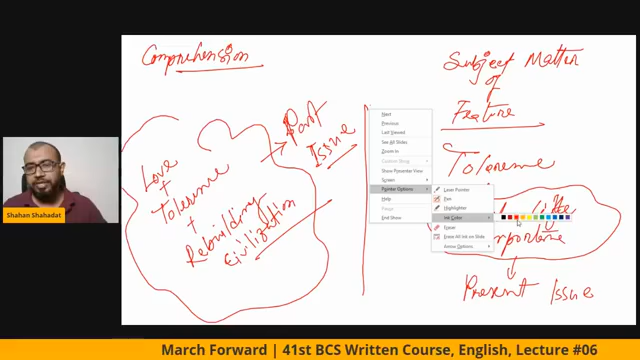 Comprehension
Love
+
Tolerance
+
Rebuilding
civilization
Past
Issue
Subject Matter
of
Feature
Tolerance
Importance
Present Issue
Next
Previous
Last Viewed
See All Slides
Zoom In
Custom Show
Show Presenter View
Screen
Pointer Options
Help
Pause
End Show
Laser Pointer
Pen
Highlighter
Ink Color
Eraser
Erase All Ink on Slide
Arrow Options
Shahan Shahadat
March Forward | 41st BCS Written Course, English, Lecture #06